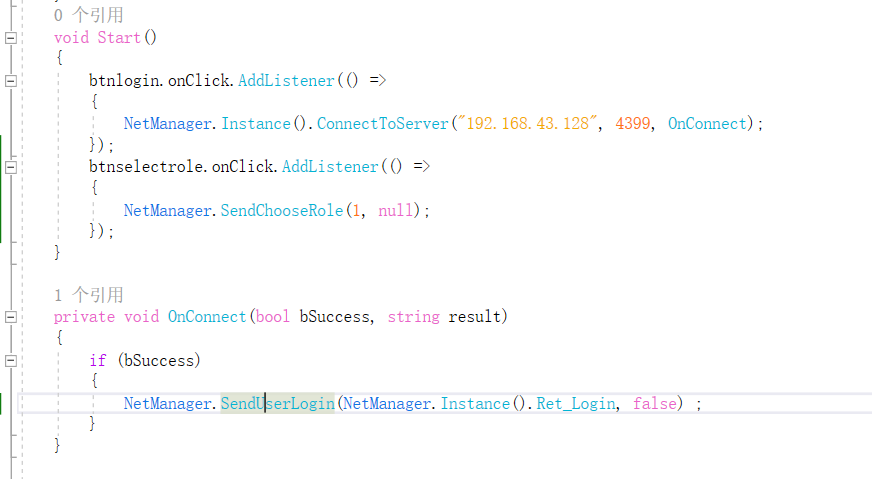 0 个引用
void Start()
{
btnlogin.onClick.AddListener(() =>
{
NetManager.Instance().ConnectToServer("192.168.43.128", 4399, OnConnect);
});
btnselectrole.onClick.AddListener(() =>
{
NetManager.SendChooseRole(1, null);
});
}
1 个引用
private void OnConnect(bool bSuccess, string result)
{
if (bSuccess)
{
NetManager.SendUserLogin(NetManager.Instance().Ret_Login, false) ;
}
}